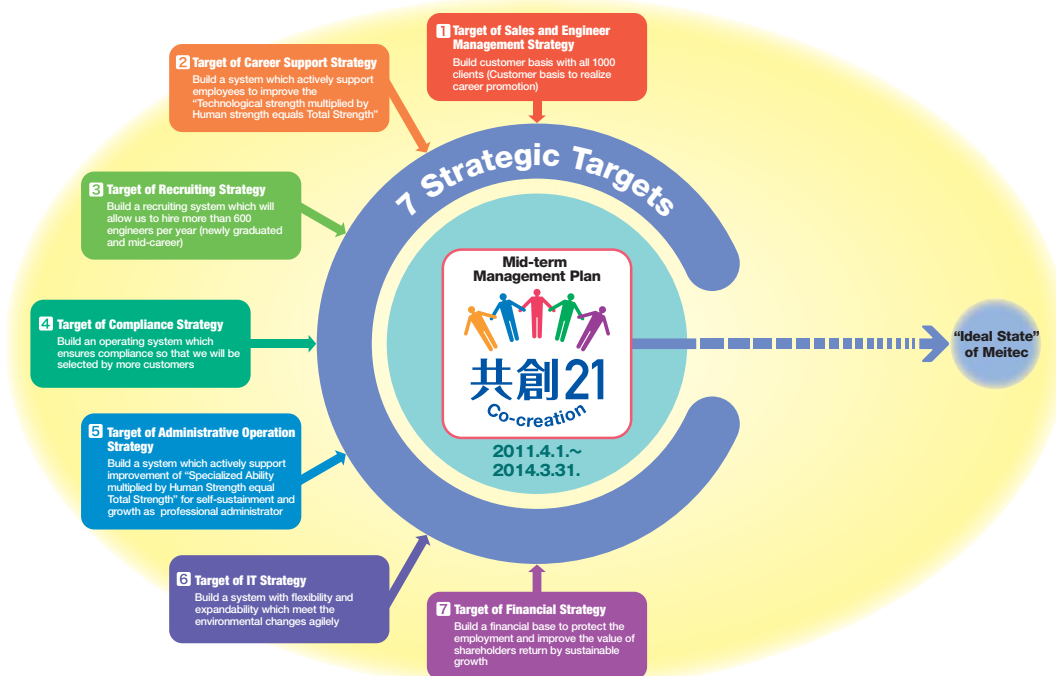 1 Target of Sales and Engineer
Management Strategy
Build customer basis with all 1000
clients (Customer basis to realize
career promotion)
2 Target of Career Support Strategy
Build a system which actively support
employees to improve the
“Technological strength multiplied by
Human strength equals Total Strength”
3 Target of Recruiting Strategy
Build a recruiting system which will
allow us to hire more than 600
engineers per year (newly graduated
and mid-career)
4 Target of Compliance Strategy
Build an operating system which
ensures compliance so that we will be
selected by more customers
5 Target of Administrative Operation
Strategy
Build a system which actively support
improvement of “Specialized Ability
multiplied by Human Strength equal
Total Strength” for self-sustainment and
growth as professional administrator
6 Target of IT Strategy
Build a system with flexibility and
expandability which meet the
environmental changes agilely
7 Target of Financial Strategy
Build a financial base to protect the
employment and improve the value of
shareholders return by sustainable
growth
7 Strategic Targets
Mid-term
Management Plan
共創21
Co-creation
2011.4.1.～
2014.3.31.
“Ideal State”
of Meitec